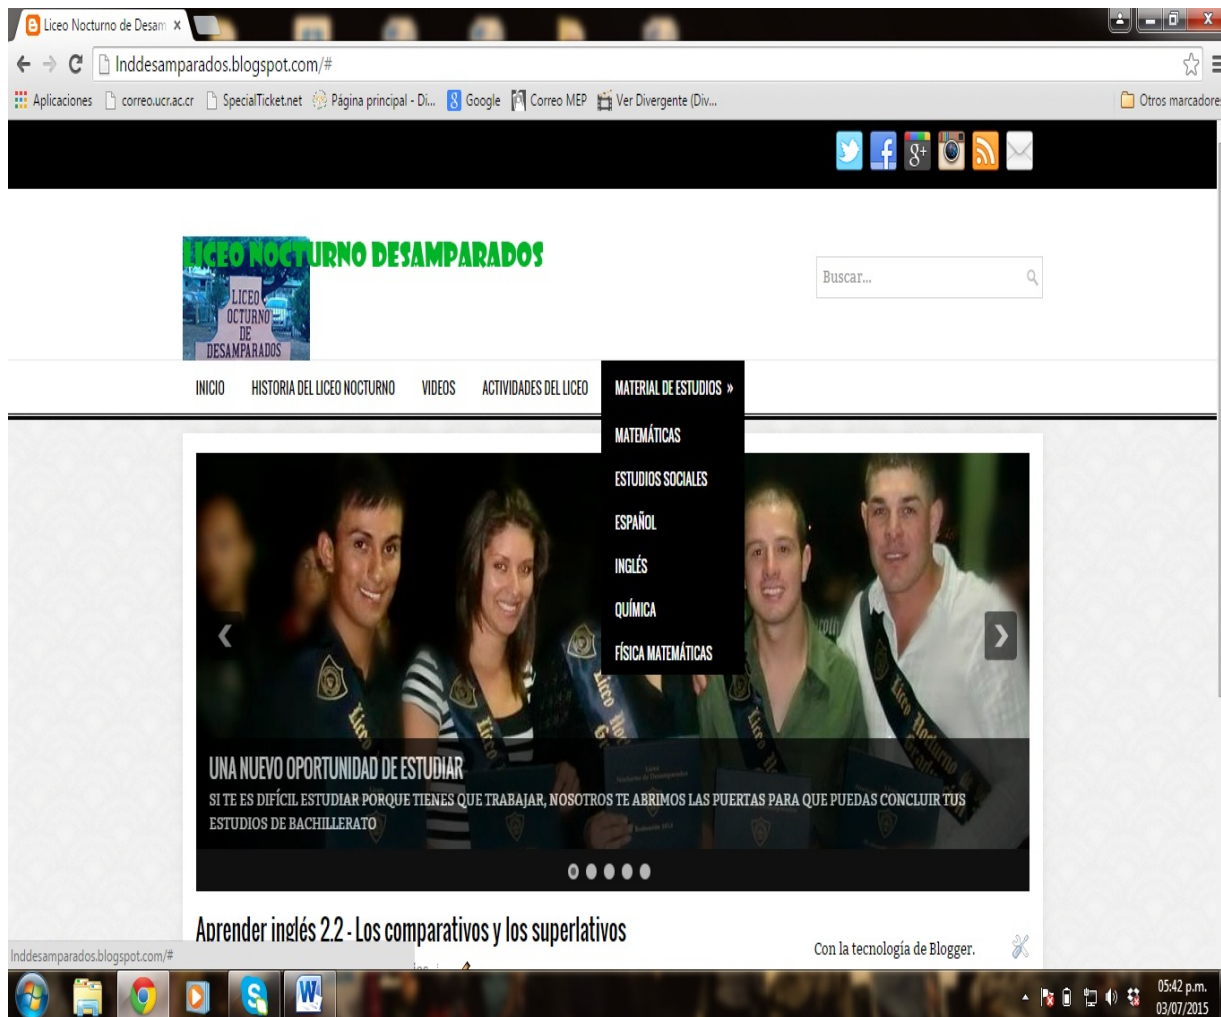 Liceo Nocturno de Desam
lnddesamparados.blogspot.com/#
Aplicaciones correo.ucr.ac.cr SpecialTicket.net Página principal - Di... Google Correo MEP Ver Divergente (Div... Otros marcadores
LICEO NOCTURNO DESAMPARADOS
Buscar...
LICEO
OCTURNO
DE
DESAMPARADOS
INICIO HISTORIA DEL LICEO NOCTURNO VIDEOS ACTIVIDADES DEL LICEO MATERIAL DE ESTUDIOS »
MATEMÁTICAS
ESTUDIOS SOCIALES
ESPAÑOL
INGLÉS
QUÍMICA
FÍSICA MATEMÁTICAS
UNA NUEVO OPORTUNIDAD DE ESTUDIAR
SI TE ES DIFÍCIL ESTUDIAR PORQUE TIENES QUE TRABAJAR, NOSOTROS TE ABRIMOS LAS PUERTAS PARA QUE PUEDAS CONCLUIR TUS
ESTUDIOS DE BACHILLERATO
Aprender inglés 2.2 - Los comparativos y los superlativos
Con la tecnología de Blogger.
lnddesamparados.blogspot.com/#
05:42 p.m.
03/07/2015